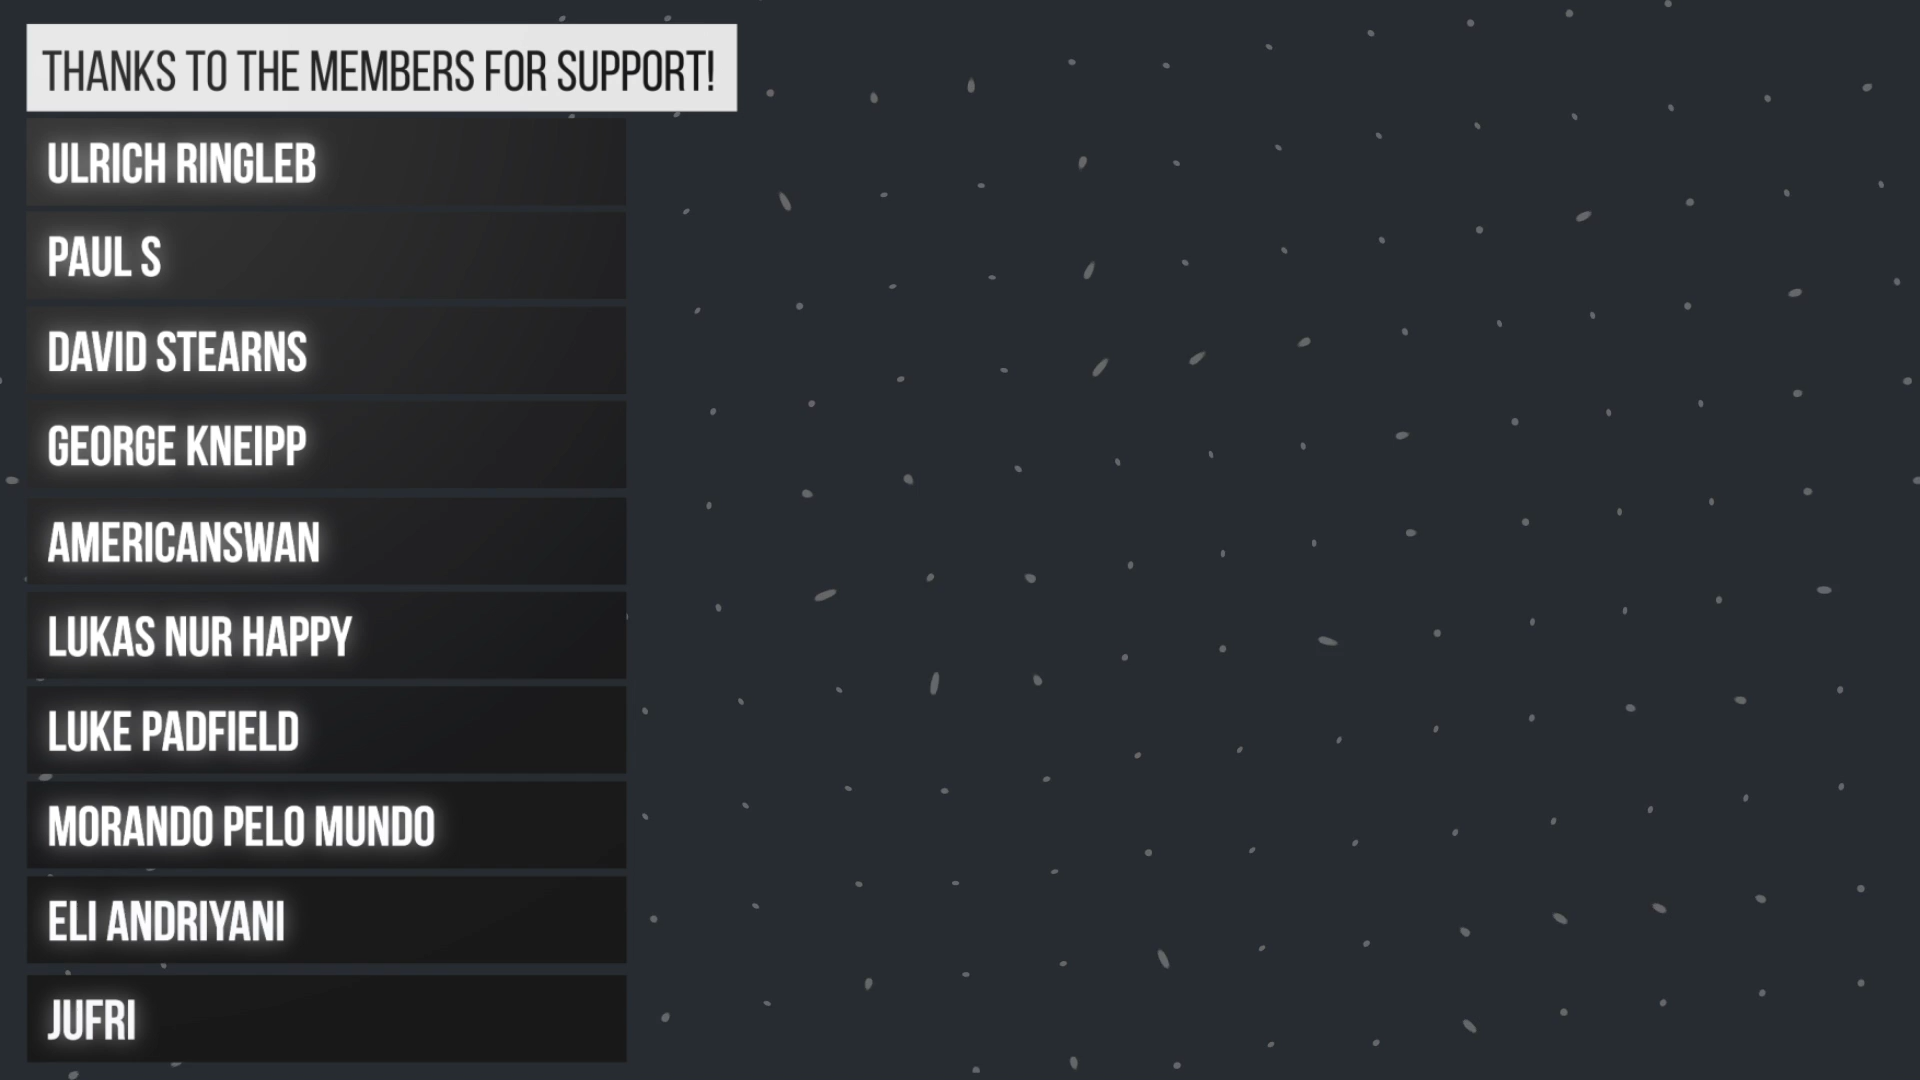 THANKS TO THE MEMBERS FOR SUPPORT!
ULRICH RINGLEB
PAUL S
DAVID STEARNS
GEORGE KNEIPP
AMERICANSWAN
LUKAS NUR HAPPY
LUKE PADFIELD
MORANDO PELO MUNDO
ELI ANDRIYANI
JUFRI